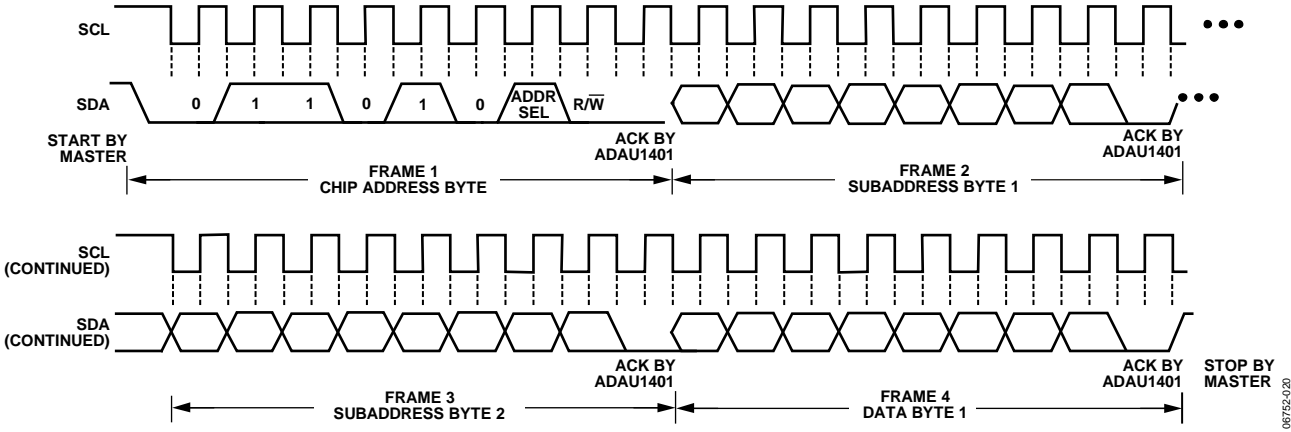 SCL
SDA
0 1 1 0 1 0 ADDR SEL R/W̅
START BY
MASTER
ACK BY
ADAU1401
ACK BY
ADAU1401
FRAME 1
CHIP ADDRESS BYTE
FRAME 2
SUBADDRESS BYTE 1
SCL
(CONTINUED)
SDA
(CONTINUED)
ACK BY
ADAU1401
ACK BY
ADAU1401
STOP BY
MASTER
FRAME 3
SUBADDRESS BYTE 2
FRAME 4
DATA BYTE 1
06752-020